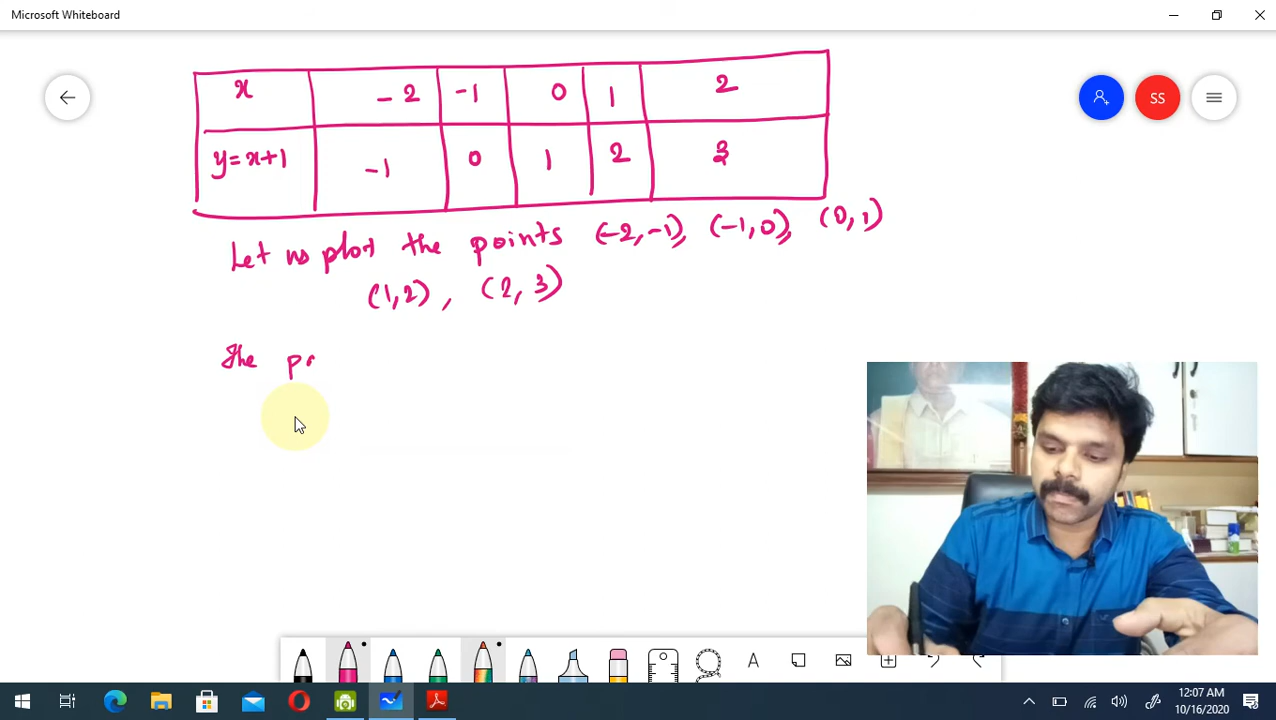 Microsoft Whiteboard
x -2 -1 0 1 2
y=x+1 -1 0 1 2 3
Let us plot the points (-2,-1), (-1,0), (0,1)
(1,2), (2,3)
The po
SS
A
12:07 AM
10/16/2020